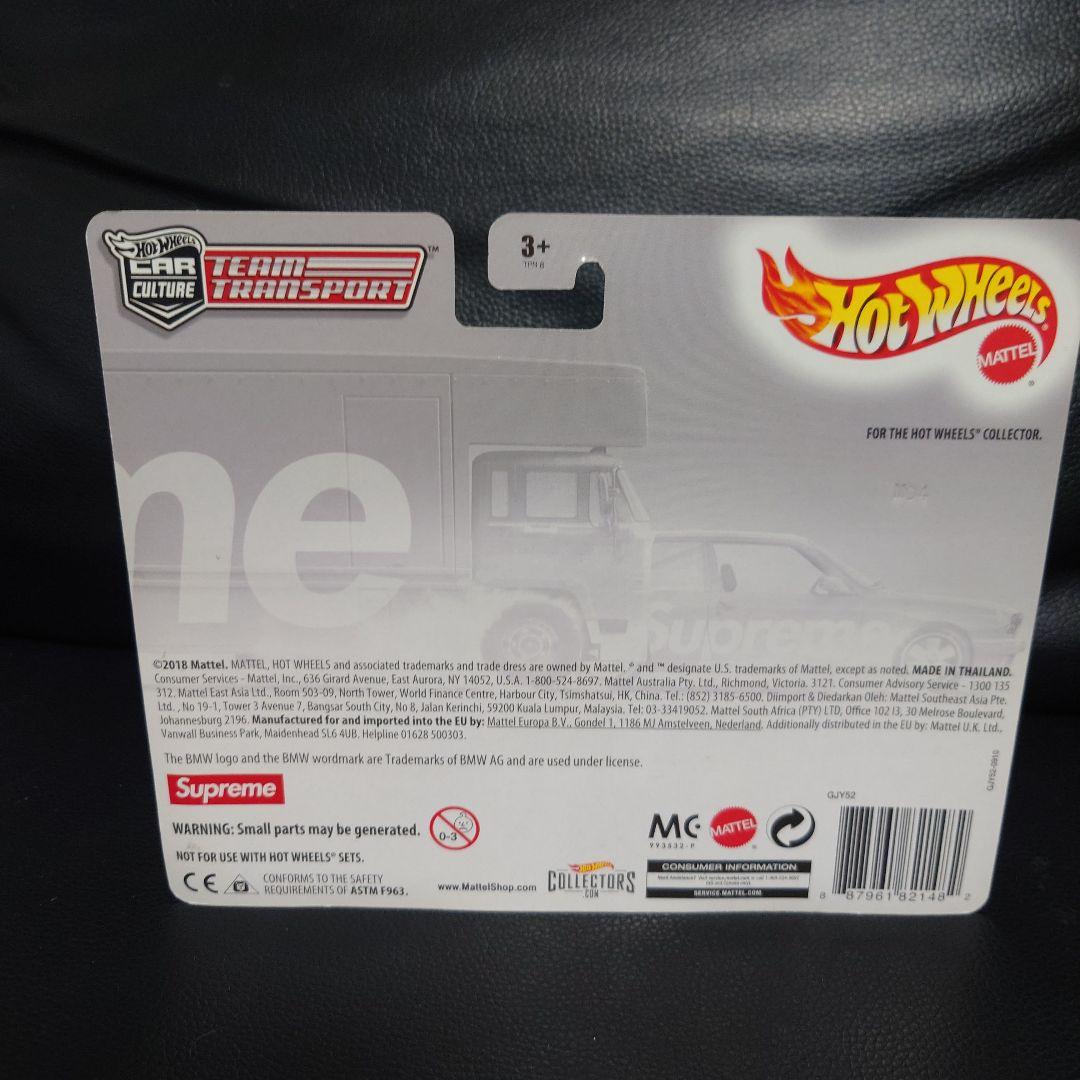 HOT WHEELS
CAR
CULTURE
TEAM
TRANSPORT™
3+
HOT WHEELS®
MATTEL
®
FOR THE HOT WHEELS® COLLECTOR.
me
Supreme
©2018 Mattel. MATTEL, HOT WHEELS and associated trademarks and trade dress are owned by Mattel. ® and ™ designate U.S. trademarks of Mattel, except as noted. MADE IN THAILAND.
Consumer Services - Mattel, Inc., 636 Girard Avenue, East Aurora, NY 14052, U.S.A. 1-800-524-8697. Mattel Australia Pty. Ltd., Richmond, Victoria. 3121. Consumer Advisory Service - 1300 135
312. Mattel East Asia Ltd., Room 503-09, North Tower, World Finance Centre, Harbour City, Tsimshatsui, HK, China. Tel.: (852) 3185-6500. Diimport & Diedarkan Oleh: Mattel Southeast Asia Pte.
Ltd., No 19-1, Tower 3 Avenue 7, Bangsar South City, No 8, Jalan Kerinchi, 59200 Kuala Lumpur, Malaysia. Tel: 03-33419052. Mattel South Africa (PTY) LTD, Office 102 I3, 30 Melrose Boulevard,
Johannesburg 2196. Manufactured for and imported into the EU by: Mattel Europa B.V., Gondel 1, 1186 MJ Amstelveen, Nederland. Additionally distributed in the EU by: Mattel U.K. Ltd.,
Vanwall Business Park, Maidenhead SL6 4UB. Helpline 01628 500303.
The BMW logo and the BMW wordmark are Trademarks of BMW AG and are used under license.
Supreme
WARNING: Small parts may be generated.
0-3
NOT FOR USE WITH HOT WHEELS® SETS.
CE
CONFORMS TO THE SAFETY
REQUIREMENTS OF ASTM F963.
www.MattelShop.com
HOT WHEELS
COLLECTORS
.COM
MC
993532-P
MATTEL
®
CONSUMER INFORMATION
SERVICE.MATTEL.COM
GJY52
GJY52-0910
8 87961 82148 2